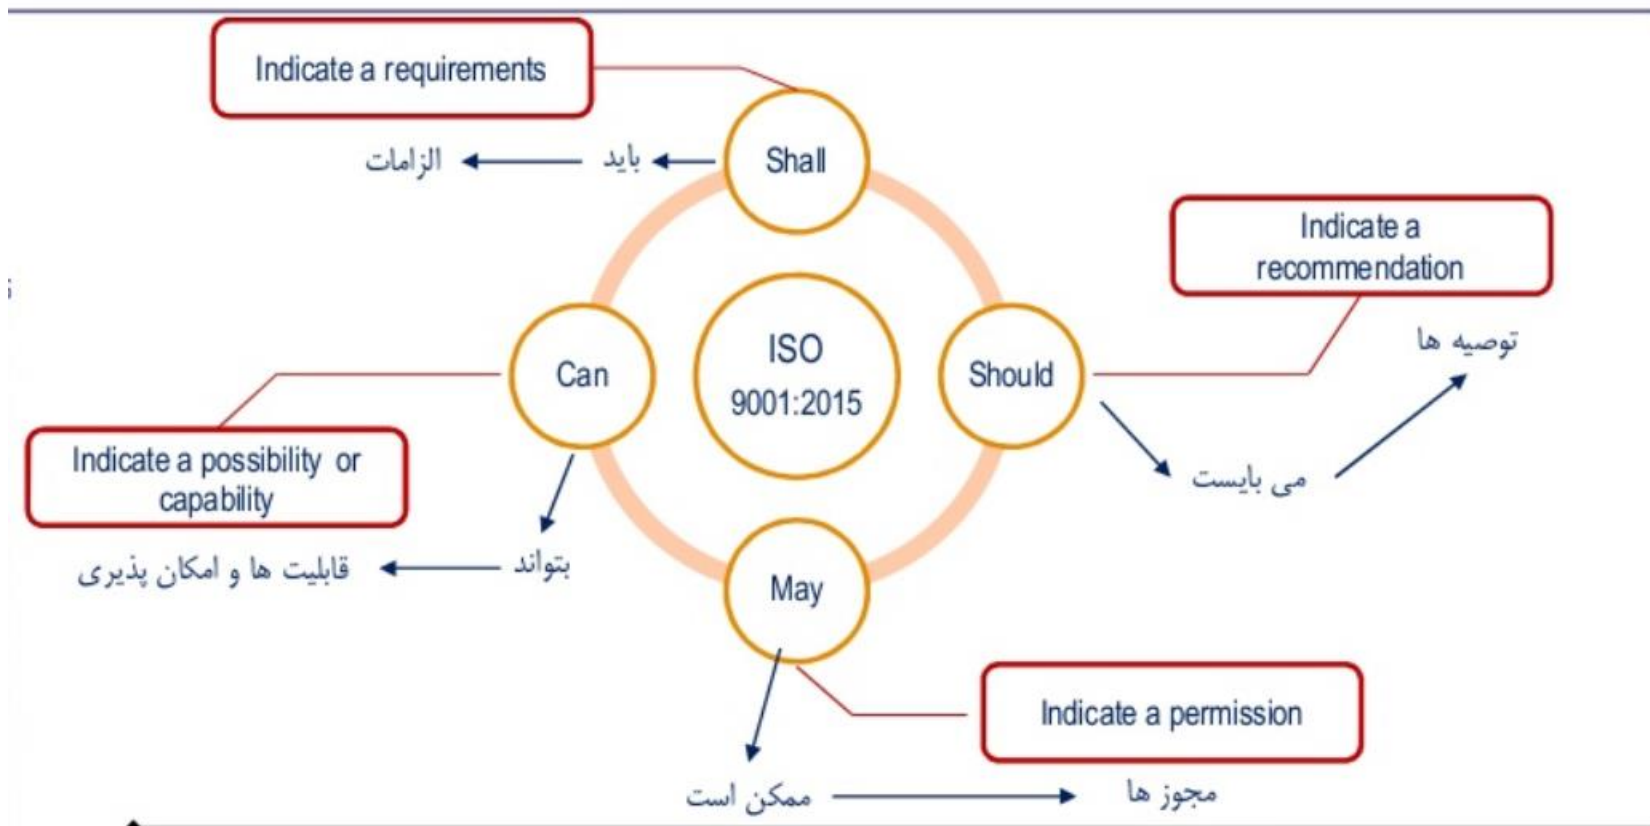 Indicate a requirements
Shall
باید
الزامات
Indicate a
recommendation
توصیه ها
ISO
9001:2015
Can
Should
Indicate a possibility or
capability
می بایست
بتواند
قابلیت ها و امکان پذیری
May
Indicate a permission
ممکن است
مجوز ها